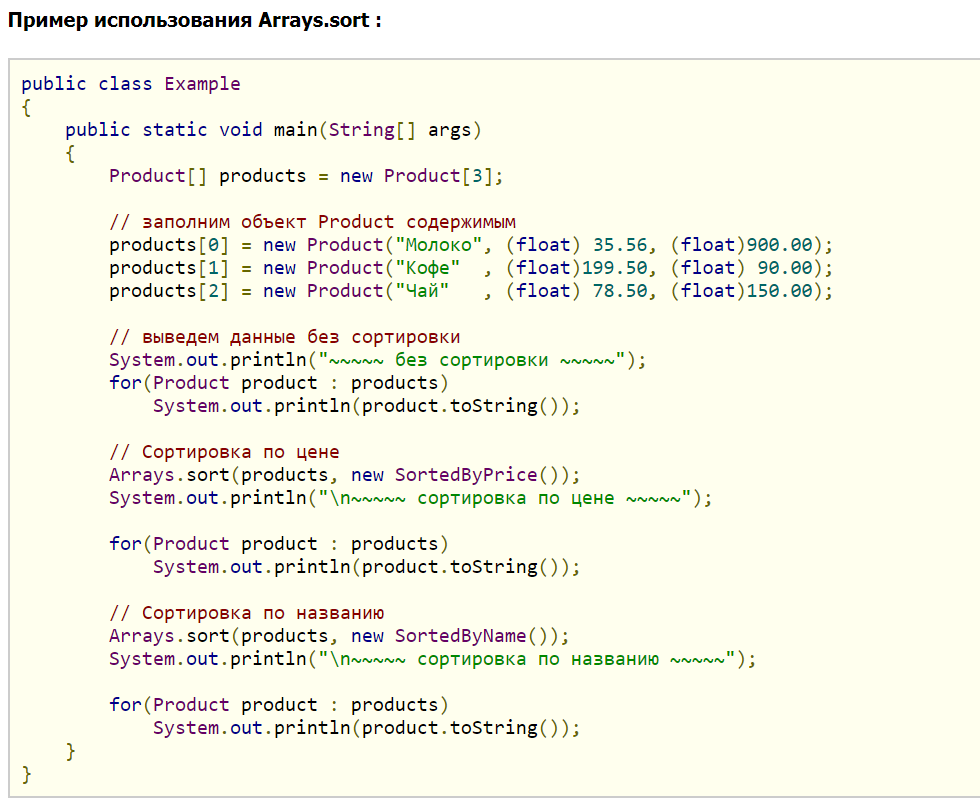 Пример использования Arrays.sort :
public class Example
{
    public static void main(String[] args)
    {
        Product[] products = new Product[3];

        // заполним объект Product содержимым
        products[0] = new Product("Молоко", (float) 35.56, (float)900.00);
        products[1] = new Product("Кофе"  , (float)199.50, (float) 90.00);
        products[2] = new Product("Чай"   , (float) 78.50, (float)150.00);

        // выведем данные без сортировки
        System.out.println("~~~~~ без сортировки ~~~~~");
        for(Product product : products)
            System.out.println(product.toString());

        // Сортировка по цене
        Arrays.sort(products, new SortedByPrice());
        System.out.println("\n~~~~~ сортировка по цене ~~~~~");

        for(Product product : products)
            System.out.println(product.toString());

        // Сортировка по названию
        Arrays.sort(products, new SortedByName());
        System.out.println("\n~~~~~ сортировка по названию ~~~~~");

        for(Product product : products)
            System.out.println(product.toString());
    }
}